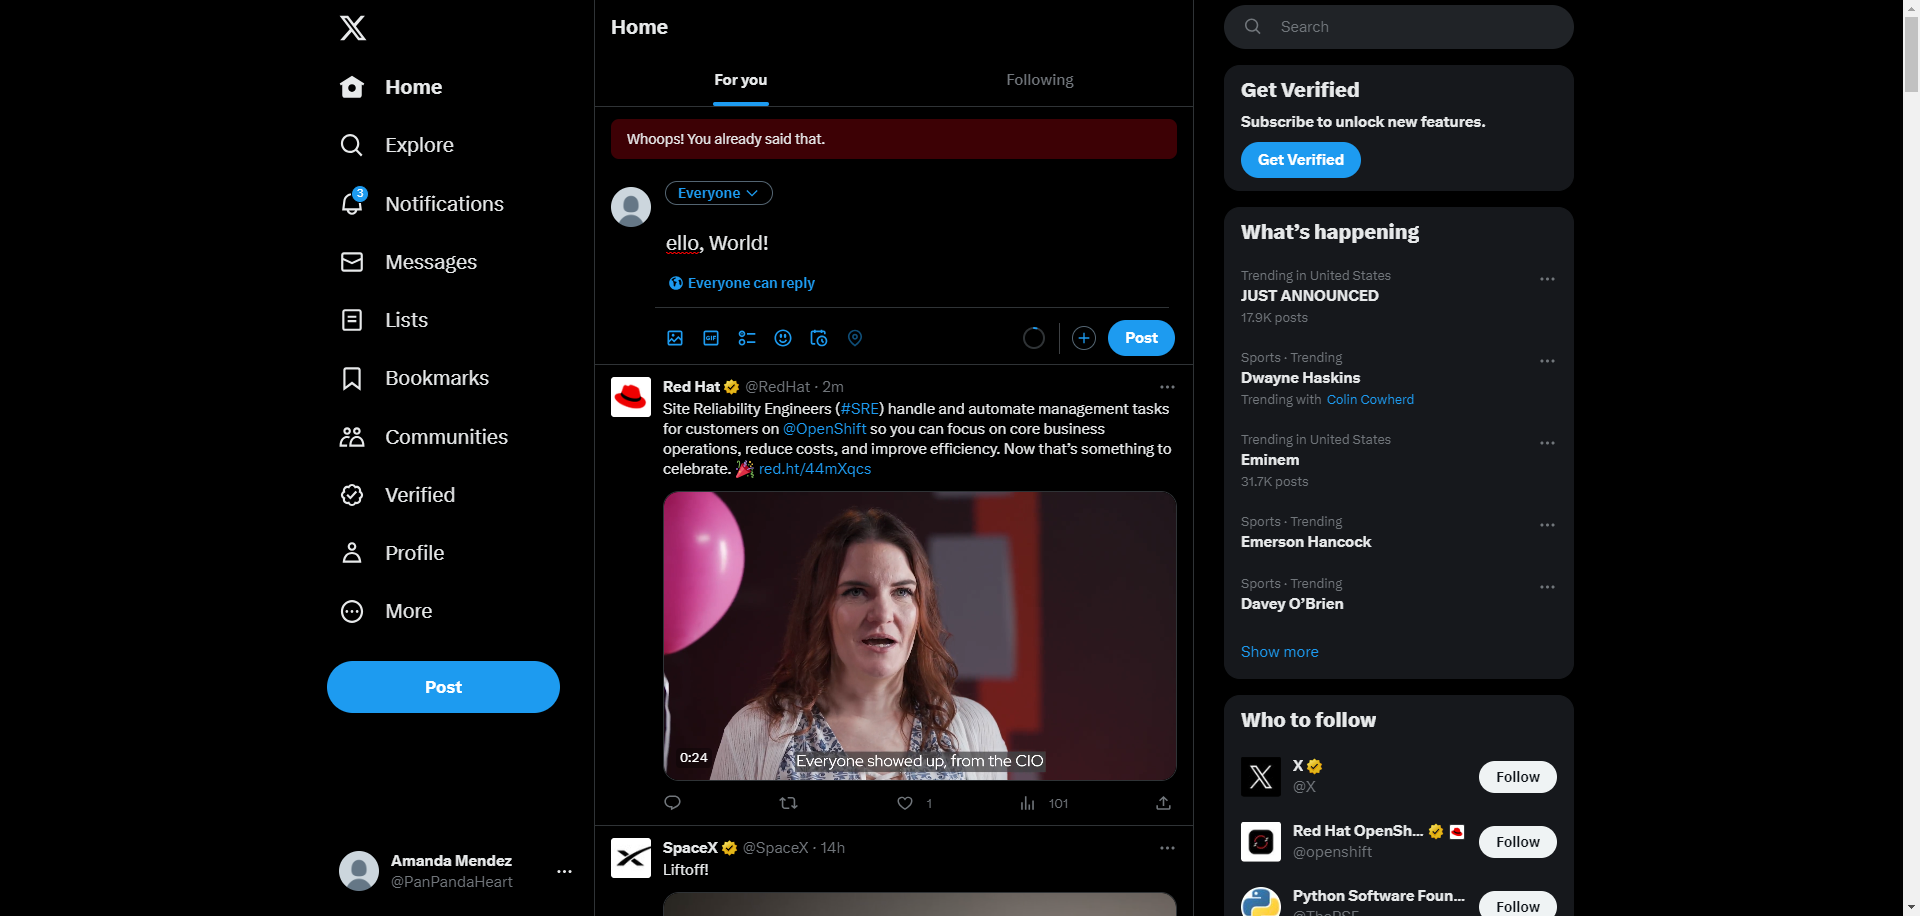 Home
Explore
3
Notifications
Messages
Lists
Bookmarks
Communities
Verified
Profile
More
Post
Amanda Mendez
@PanPandaHeart
Home
For you
Following
Whoops! You already said that.
Everyone
ello, World!
Everyone can reply
GIF
Post
Red Hat @RedHat · 2m
Site Reliability Engineers (#SRE) handle and automate management tasks
for customers on @OpenShift so you can focus on core business
operations, reduce costs, and improve efficiency. Now that’s something to
celebrate. 🎉 red.ht/44mXqcs
0:24
Everyone showed up, from the CIO
1
101
SpaceX @SpaceX · 14h
Liftoff!
Search
Get Verified
Subscribe to unlock new features.
Get Verified
What’s happening
Trending in United States
JUST ANNOUNCED
17.9K posts
Sports · Trending
Dwayne Haskins
Trending with Colin Cowherd
Trending in United States
Eminem
31.7K posts
Sports · Trending
Emerson Hancock
Sports · Trending
Davey O’Brien
Show more
Who to follow
X
@X
Follow
Red Hat OpenSh...
@openshift
Follow
Python Software Foun...
@ThePSF
Follow